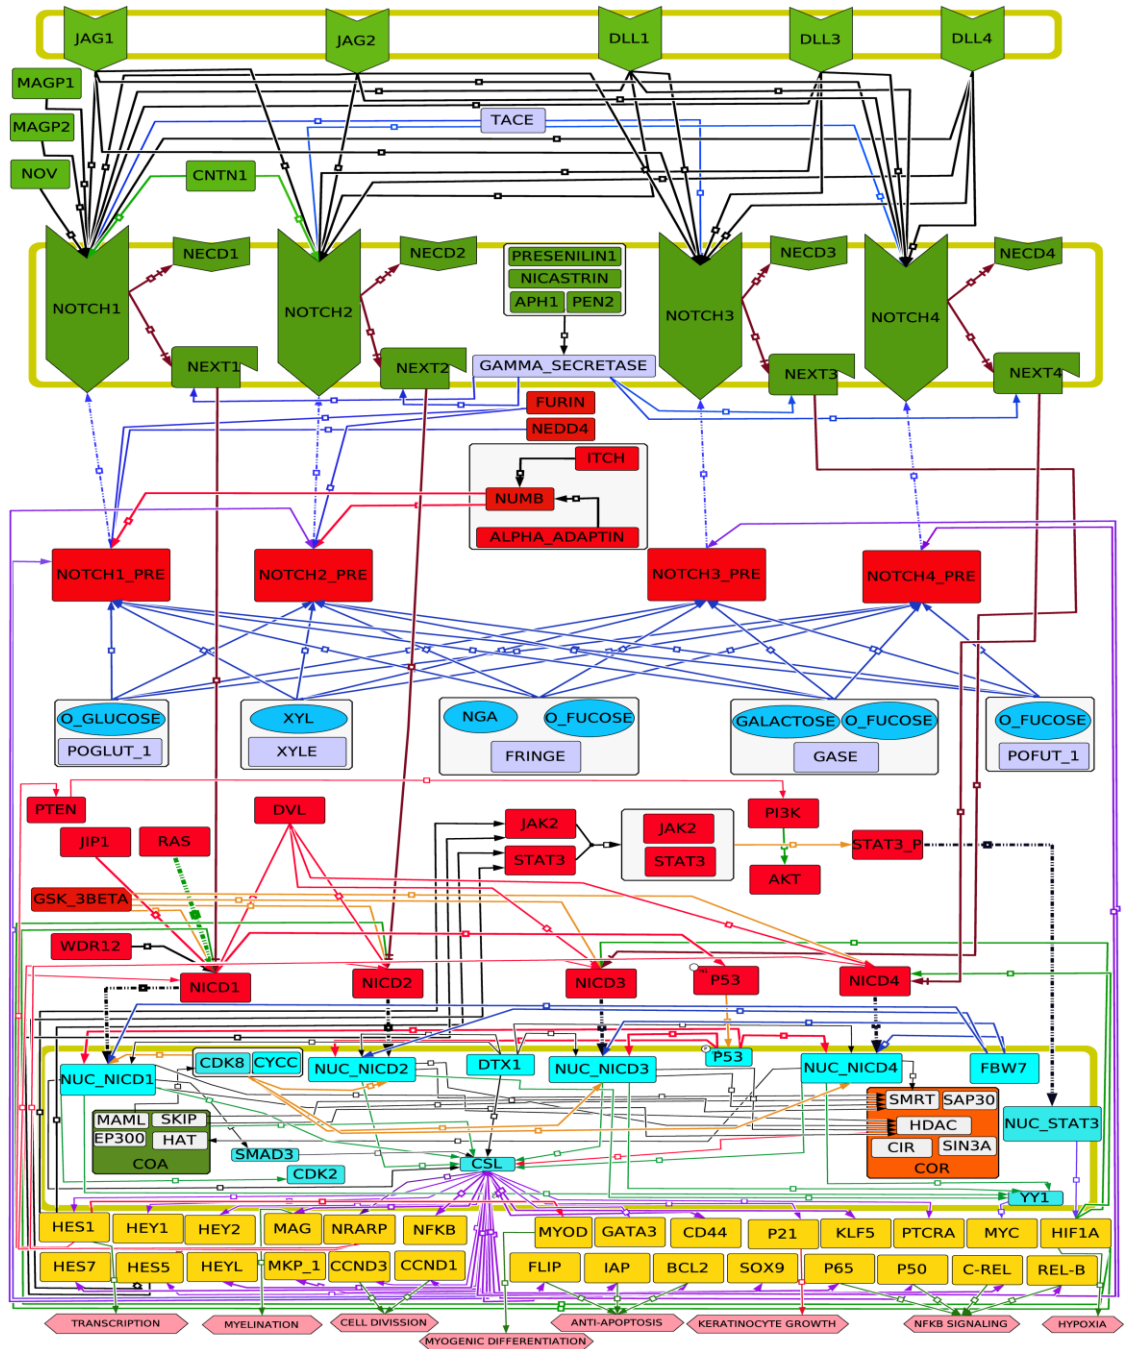 JAG1
JAG2
DLL1
DLL3
DLL4
MAGP1
MAGP2
TACE
NOV
CNTN1
NECD1
NECD2
PRESENILIN1
NICASTRIN
APH1
PEN2
NECD3
NECD4
NOTCH1
NOTCH2
NOTCH3
NOTCH4
NEXT1
NEXT2
GAMMA_SECRETASE
NEXT3
NEXT4
FURIN
NEDD4
ITCH
NUMB
ALPHA_ADAPTIN
NOTCH1_PRE
NOTCH2_PRE
NOTCH3_PRE
NOTCH4_PRE
O_GLUCOSE
POGLUT_1
XYL
XYLE
NGA
O_FUCOSE
FRINGE
GALACTOSE
O_FUCOSE
GASE
O_FUCOSE
POFUT_1
PTEN
DVL
PI3K
JIP1
RAS
JAK2
STAT3
JAK2
STAT3
STAT3_P
AKT
GSK_3BETA
WDR12
NICD1
NICD2
NICD3
P53
NICD4
CDK8
CYCC
DTX1
P53
FBW7
NUC_NICD1
NUC_NICD2
NUC_NICD3
NUC_NICD4
MAML
SKIP
EP300
HAT
COA
SMAD3
CDK2
CSL
SMRT
SAP30
HDAC
CIR
SIN3A
COR
NUC_STAT3
YY1
HES1
HEY1
HEY2
MAG
NRARP
NFKB
MYOD
GATA3
CD44
P21
KLF5
PTCRA
MYC
HIF1A
HES7
HES5
HEYL
MKP_1
CCND3
CCND1
FLIP
IAP
BCL2
SOX9
P65
P50
C-REL
REL-B
TRANSCRIPTION
MYELINATION
CELL DIVISSION
MYOGENIC DIFFERENTIATION
ANTI-APOPTOSIS
KERATINOCYTE GROWTH
NFKB SIGNALING
HYPOXIA